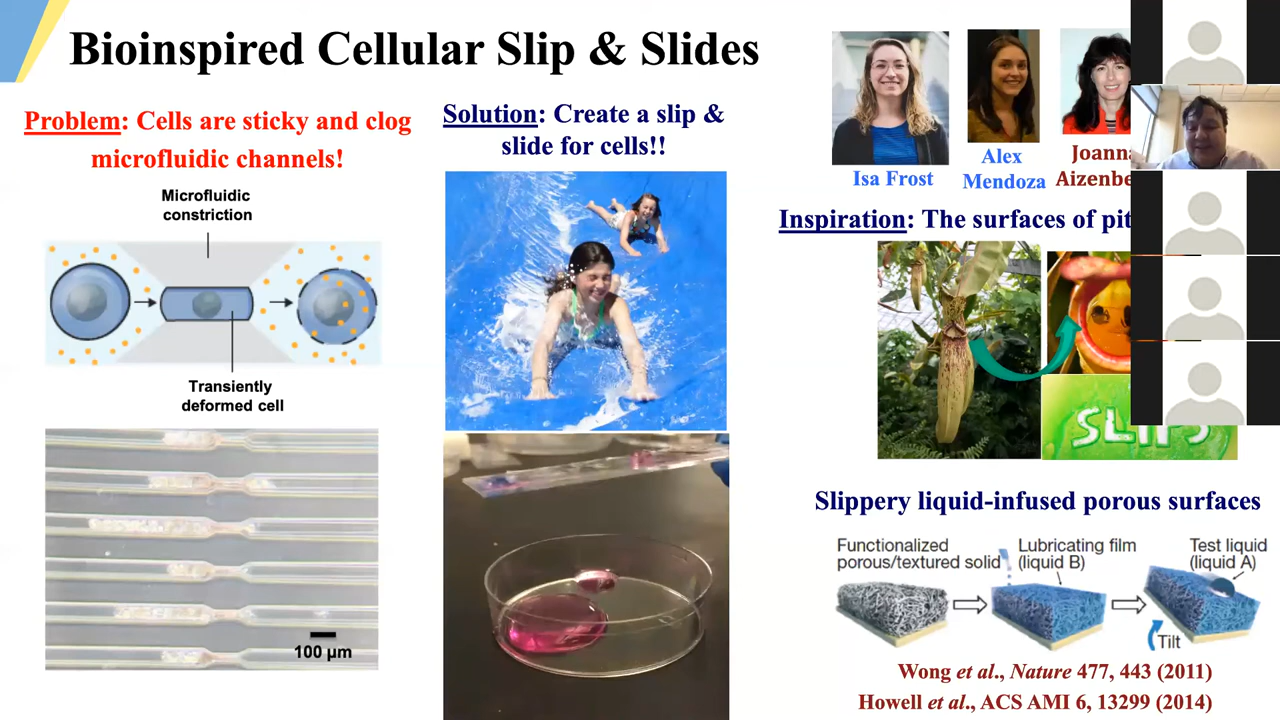 Bioinspired Cellular Slip & Slides
Problem: Cells are sticky and clog
microfluidic channels!
Microfluidic
constriction
Transiently
deformed cell
100 μm
Solution: Create a slip &
slide for cells!!
Isa Frost
Alex
Mendoza
Joanna
Inspiration: The surfaces of
SLIPS
Slippery liquid-infused porous surfaces
Functionalized
porous/textured solid
Lubricating film
(liquid B)
Test liquid
(liquid A)
Tilt
Wong et al., Nature 477, 443 (2011)
Howell et al., ACS AMI 6, 13299 (2014)